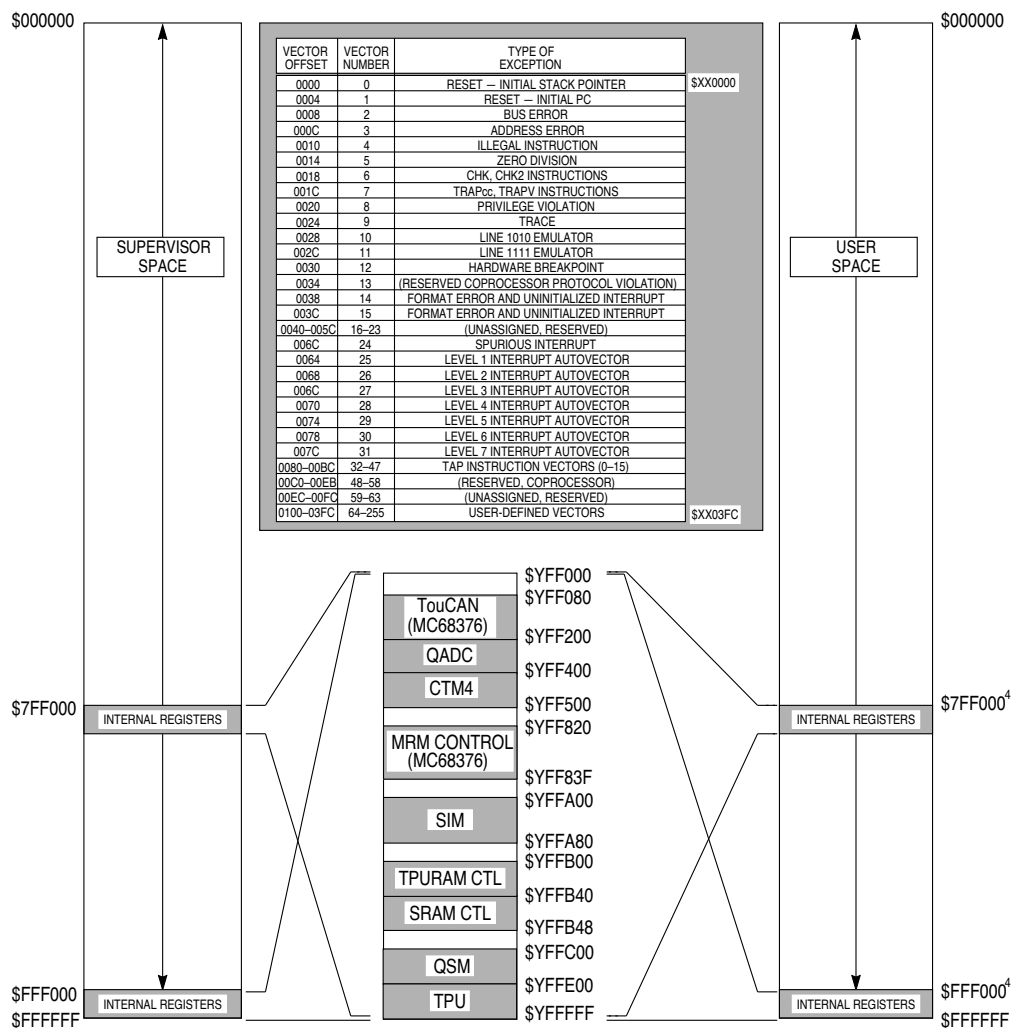 $000000
$000000
VECTOR OFFSET VECTOR NUMBER TYPE OF EXCEPTION
0000 0 RESET — INITIAL STACK POINTER $XX0000
0004 1 RESET — INITIAL PC
0008 2 BUS ERROR
000C 3 ADDRESS ERROR
0010 4 ILLEGAL INSTRUCTION
0014 5 ZERO DIVISION
0018 6 CHK, CHK2 INSTRUCTIONS
001C 7 TRAPcc, TRAPV INSTRUCTIONS
0020 8 PRIVILEGE VIOLATION
0024 9 TRACE
0028 10 LINE 1010 EMULATOR
002C 11 LINE 1111 EMULATOR
0030 12 HARDWARE BREAKPOINT
0034 13 (RESERVED COPROCESSOR PROTOCOL VIOLATION)
0038 14 FORMAT ERROR AND UNINITIALIZED INTERRUPT
003C 15 FORMAT ERROR AND UNINITIALIZED INTERRUPT
0040–005C 16–23 (UNASSIGNED, RESERVED)
006C 24 SPURIOUS INTERRUPT
0064 25 LEVEL 1 INTERRUPT AUTOVECTOR
0068 26 LEVEL 2 INTERRUPT AUTOVECTOR
006C 27 LEVEL 3 INTERRUPT AUTOVECTOR
0070 28 LEVEL 4 INTERRUPT AUTOVECTOR
0074 29 LEVEL 5 INTERRUPT AUTOVECTOR
0078 30 LEVEL 6 INTERRUPT AUTOVECTOR
007C 31 LEVEL 7 INTERRUPT AUTOVECTOR
0080–00BC 32–47 TAP INSTRUCTION VECTORS (0–15)
00C0–00EB 48–58 (RESERVED, COPROCESSOR)
00EC–00FC 59–63 (UNASSIGNED, RESERVED)
0100–03FC 64–255 USER-DEFINED VECTORS $XX03FC
SUPERVISOR
SPACE
USER
SPACE
$YFF000
$YFF080
TouCAN
(MC68376)
$YFF200
QADC
$YFF400
CTM4
$YFF500
$YFF820
MRM CONTROL
(MC68376)
$YFF83F
$YFFA00
SIM
$YFFA80
$YFFB00
TPURAM CTL
$YFFB40
SRAM CTL
$YFFB48
$YFFC00
QSM
$YFFE00
TPU
$YFFFFF
$7FF000
INTERNAL REGISTERS
INTERNAL REGISTERS
$7FF000⁴
$FFF000
INTERNAL REGISTERS
$FFFFFF
INTERNAL REGISTERS
$FFF000⁴
$FFFFFF